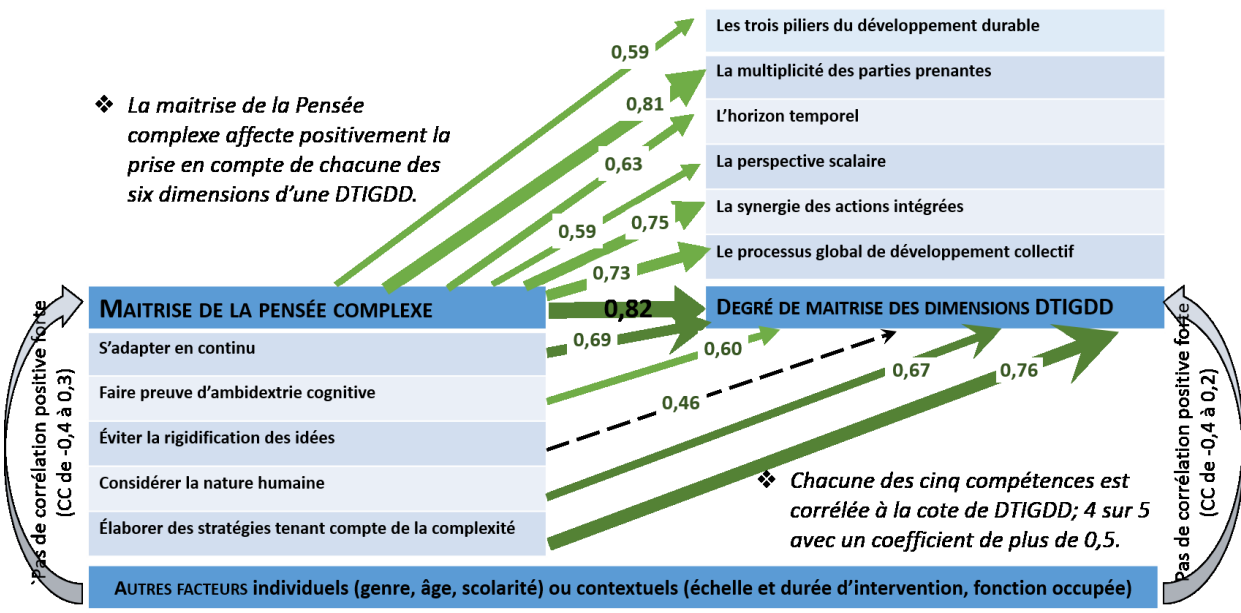 Les trois piliers du développement durable
0,59
La multiplicité des parties prenantes
❖ La maitrise de la Pensée
complexe affecte positivement la
prise en compte de chacune des
six dimensions d'une DTIGDD.
0,81
L'horizon temporel
0,63
La perspective scalaire
0,59
0,75
La synergie des actions intégrées
0,73
Le processus global de développement collectif
MAITRISE DE LA PENSÉE COMPLEXE
0,82
DEGRÉ DE MAITRISE DES DIMENSIONS DTIGDD
S'adapter en continu
0,69
0,60
Faire preuve d'ambidextrie cognitive
0,46
0,67
0,76
Éviter la rigidification des idées
Considérer la nature humaine
Élaborer des stratégies tenant compte de la complexité
❖ Chacune des cinq compétences est
corrélée à la cote de DTIGDD; 4 sur 5
avec un coefficient de plus de 0,5.
`Pas de corrélation positive forte
(CC de -0,4 à 0,3)
Pas de corrélation positive forte
(CC de -0,4 à 0,2)
AUTRES FACTEURS individuels (genre, âge, scolarité) ou contextuels (échelle et durée d'intervention, fonction occupée)